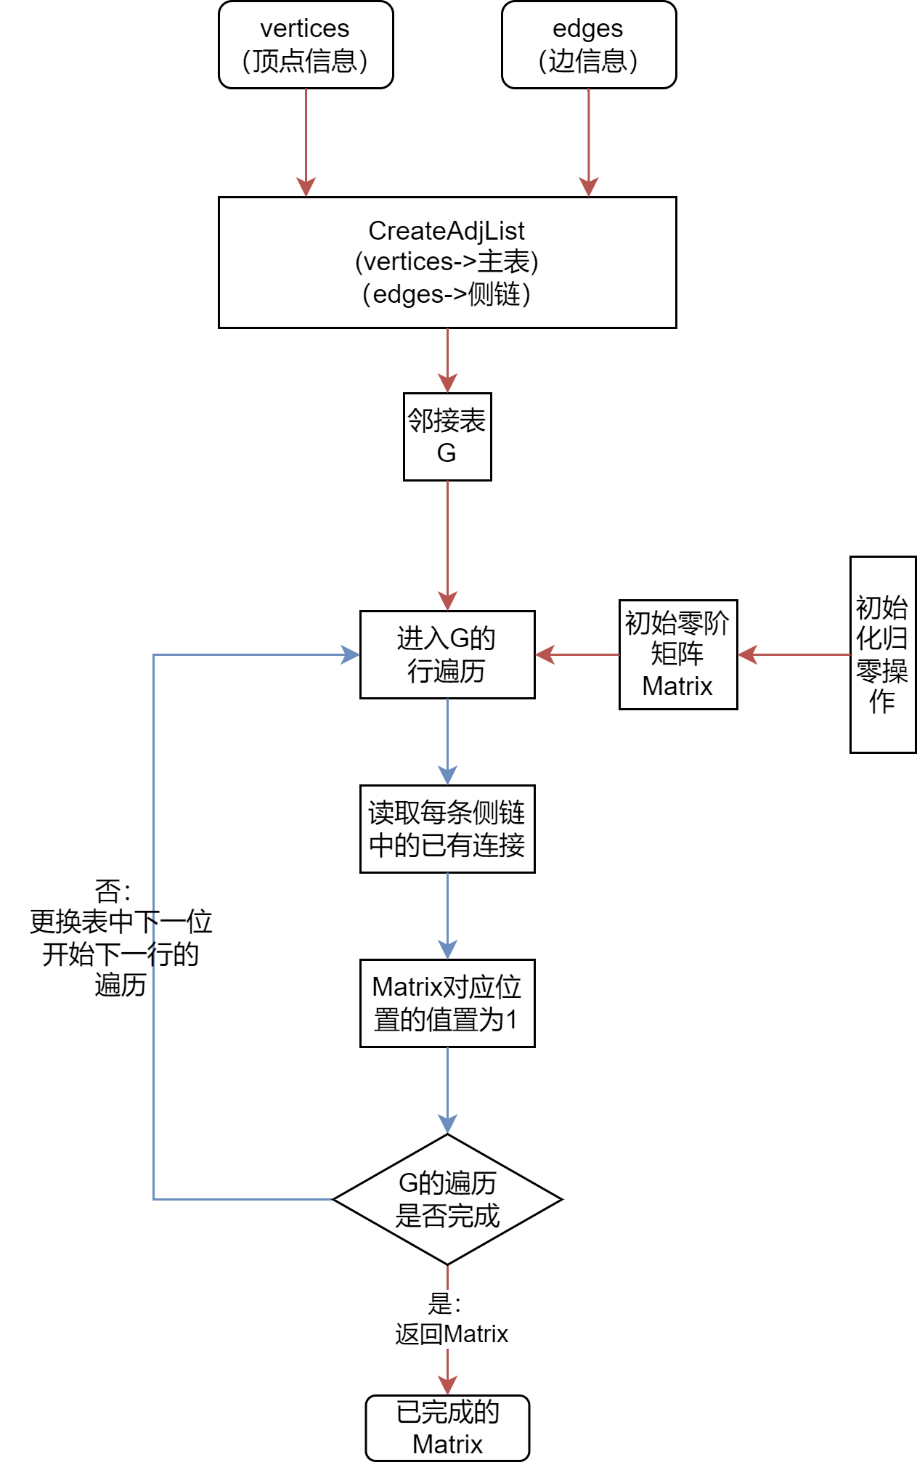 vertices
（顶点信息）
edges
（边信息）
CreateAdjList
(vertices->主表)
（edges->侧链）
邻接表
G
进入G的
行遍历
初始零阶
矩阵
Matrix
初始
化归
零操
作
读取每条侧链
中的已有连接
否：
更换表中下一位
开始下一行的
遍历
Matrix对应位
置的值置为1
G的遍历
是否完成
是：
返回Matrix
已完成的
Matrix